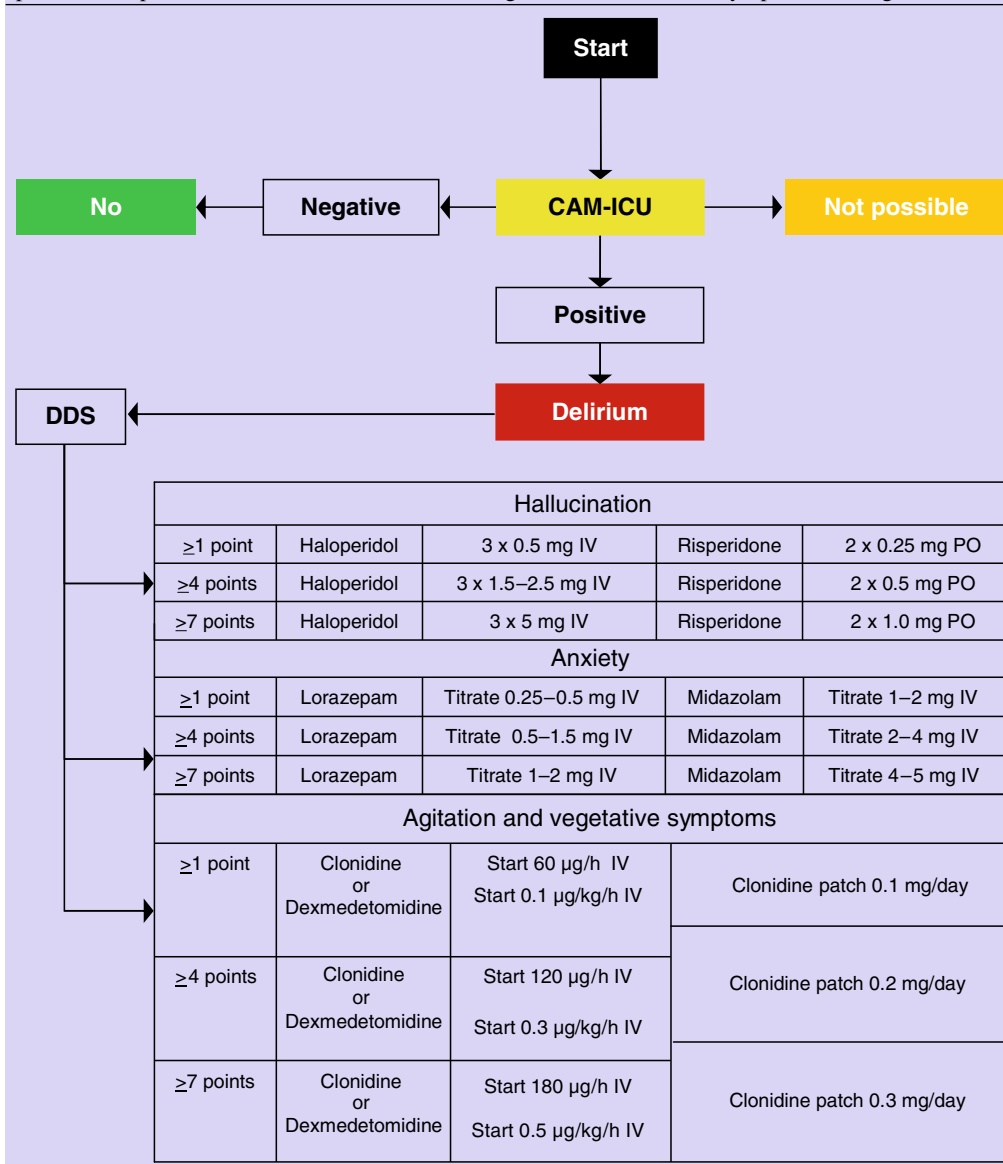 Start
No
Negative
CAM-ICU
Not possible
Positive
DDS
Delirium
Hallucination
≥1 point Haloperidol 3 x 0.5 mg IV Risperidone 2 x 0.25 mg PO
≥4 points Haloperidol 3 x 1.5–2.5 mg IV Risperidone 2 x 0.5 mg PO
≥7 points Haloperidol 3 x 5 mg IV Risperidone 2 x 1.0 mg PO
Anxiety
≥1 point Lorazepam Titrate 0.25–0.5 mg IV Midazolam Titrate 1–2 mg IV
≥4 points Lorazepam Titrate 0.5–1.5 mg IV Midazolam Titrate 2–4 mg IV
≥7 points Lorazepam Titrate 1–2 mg IV Midazolam Titrate 4–5 mg IV
Agitation and vegetative symptoms
≥1 point
Clonidine
or
Dexmedetomidine
Start 60 µg/h IV
Start 0.1 µg/kg/h IV
Clonidine patch 0.1 mg/day
≥4 points
Clonidine
or
Dexmedetomidine
Start 120 µg/h IV
Start 0.3 µg/kg/h IV
Clonidine patch 0.2 mg/day
≥7 points
Clonidine
or
Dexmedetomidine
Start 180 µg/h IV
Start 0.5 µg/kg/h IV
Clonidine patch 0.3 mg/day